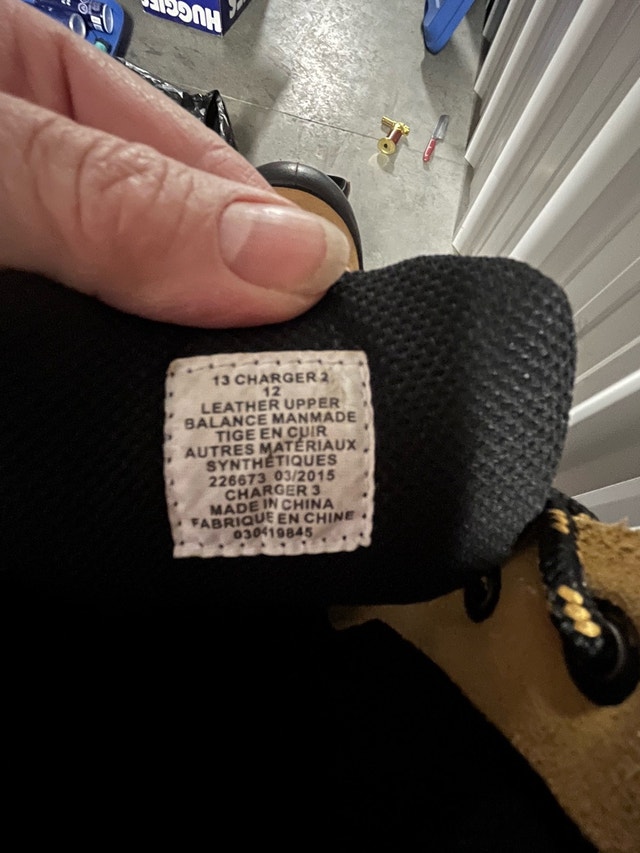 HUGGIES
13 CHARGER 2
12
LEATHER UPPER
BALANCE MANMADE
TIGE EN CUIR
AUTRES MATÉRIAUX
SYNTHÉTIQUES
226673 03/2015
CHARGER 3
MADE IN CHINA
FABRIQUE EN CHINE
030419845